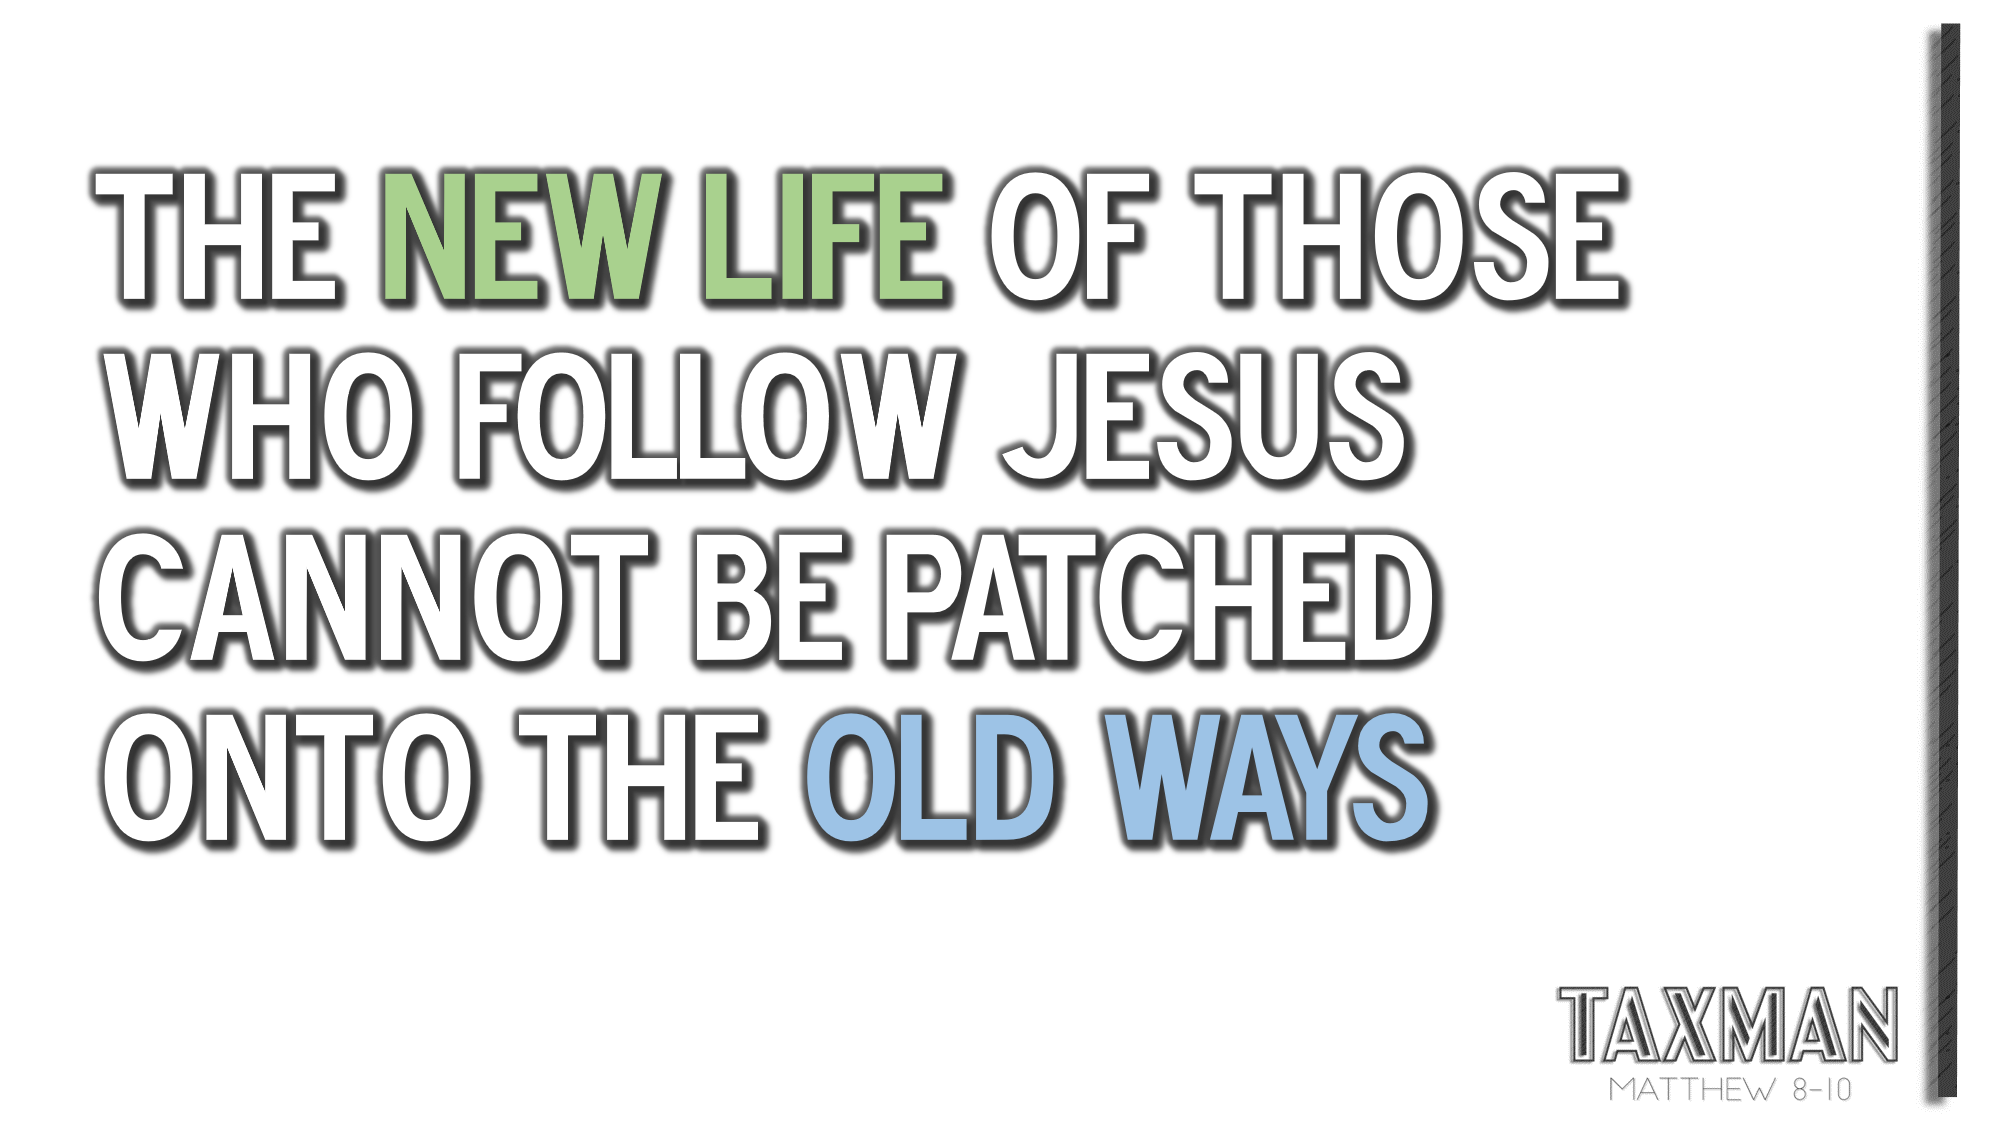 THE NEW LIFE OF THOSE
WHO FOLLOW JESUS
CANNOT BE PATCHED
ONTO THE OLD WAYS
TAXMAN
MATTHEW 8-10